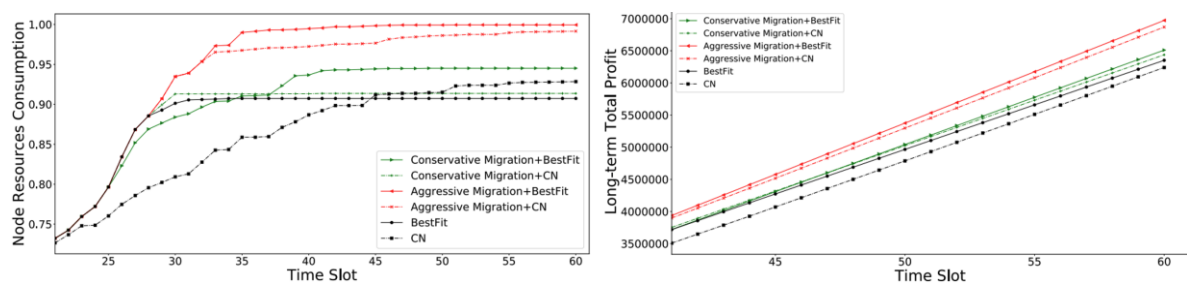 Node Resources Consumption
1.00
0.95
0.90
0.85
0.80
0.75
Conservative Migration+BestFit
Conservative Migration+CN
Aggressive Migration+BestFit
Aggressive Migration+CN
BestFit
CN
25 30 35 40 45 50 55 60
Time Slot
Long-term Total Profit
7000000
6500000
6000000
5500000
5000000
4500000
4000000
3500000
Conservative Migration+BestFit
Conservative Migration+CN
Aggressive Migration+BestFit
Aggressive Migration+CN
BestFit
CN
45 50 55 60
Time Slot